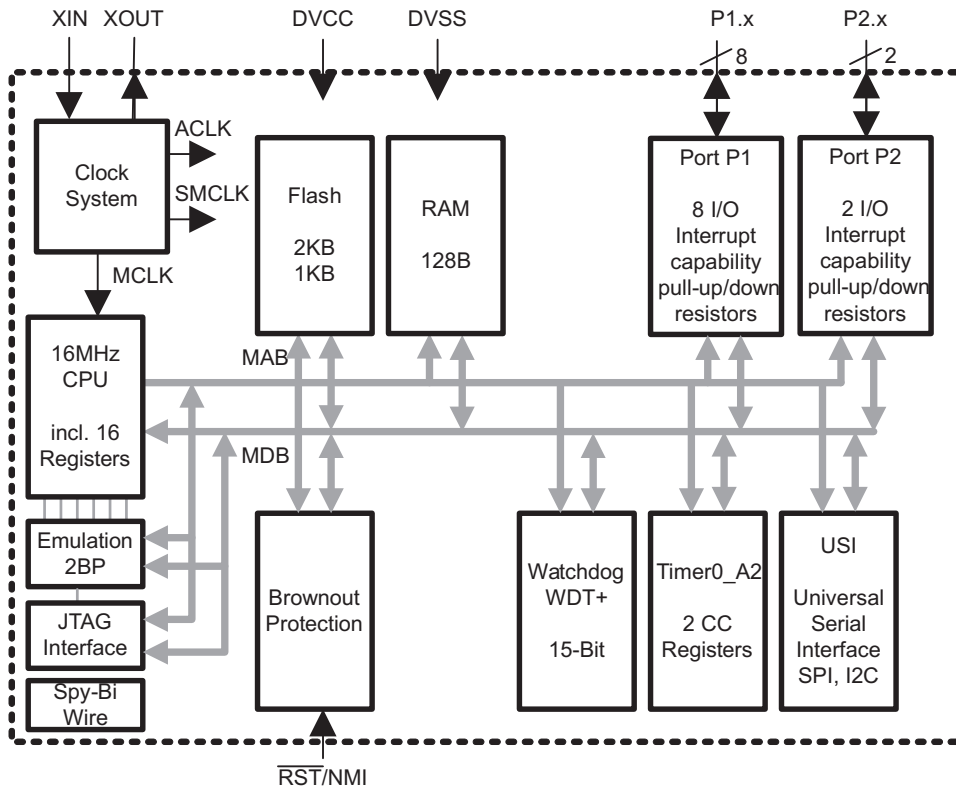 XIN XOUT DVCC DVSS P1.x P2.x
8 2
ACLK
Clock
System
SMCLK
MCLK
Flash
2KB
1KB
RAM
128B
Port P1
8 I/O
Interrupt
capability
pull-up/down
resistors
Port P2
2 I/O
Interrupt
capability
pull-up/down
resistors
16MHz
CPU
incl. 16
Registers
MAB
MDB
Emulation
2BP
JTAG
Interface
Spy-Bi
Wire
Brownout
Protection
Watchdog
WDT+
15-Bit
Timer0_A2
2 CC
Registers
USI
Universal
Serial
Interface
SPI, I2C
RST/NMI